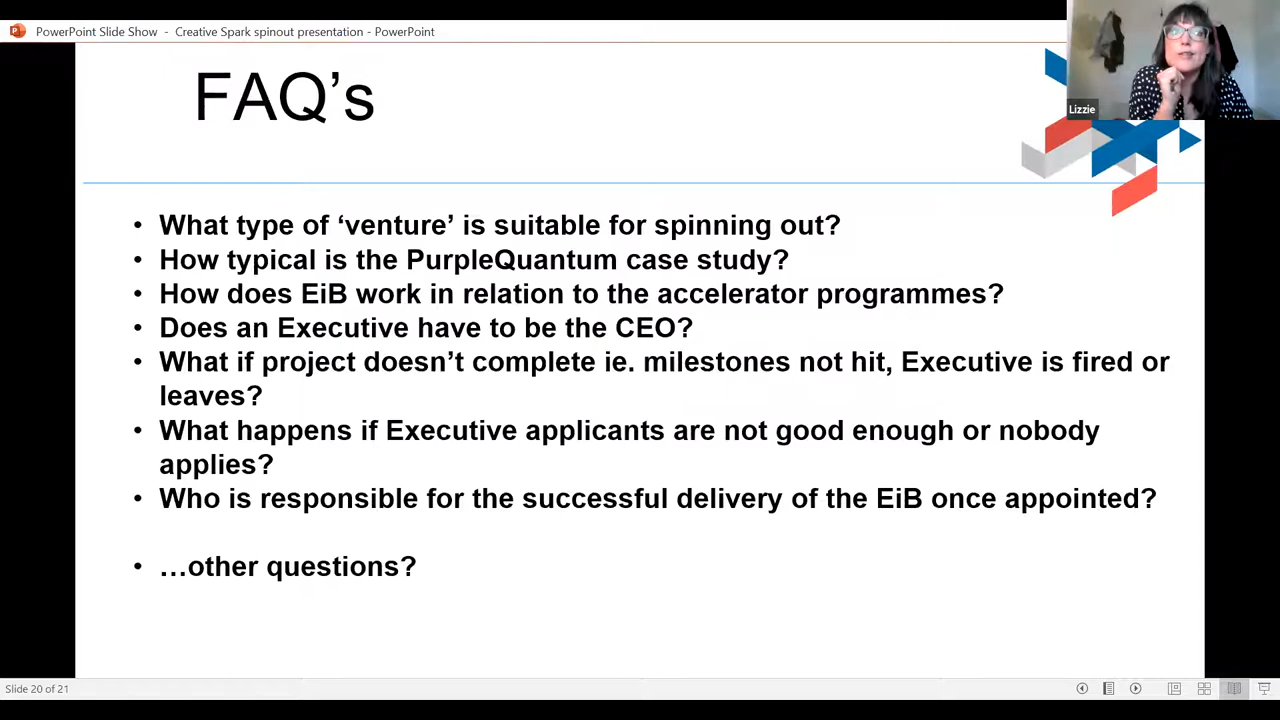 PowerPoint Slide Show - Creative Spark spinout presentation - PowerPoint
Lizzie
FAQ’s
• What type of ‘venture’ is suitable for spinning out?
• How typical is the PurpleQuantum case study?
• How does EiB work in relation to the accelerator programmes?
• Does an Executive have to be the CEO?
• What if project doesn’t complete ie. milestones not hit, Executive is fired or
leaves?
• What happens if Executive applicants are not good enough or nobody
applies?
• Who is responsible for the successful delivery of the EiB once appointed?
• …other questions?
Slide 20 of 21